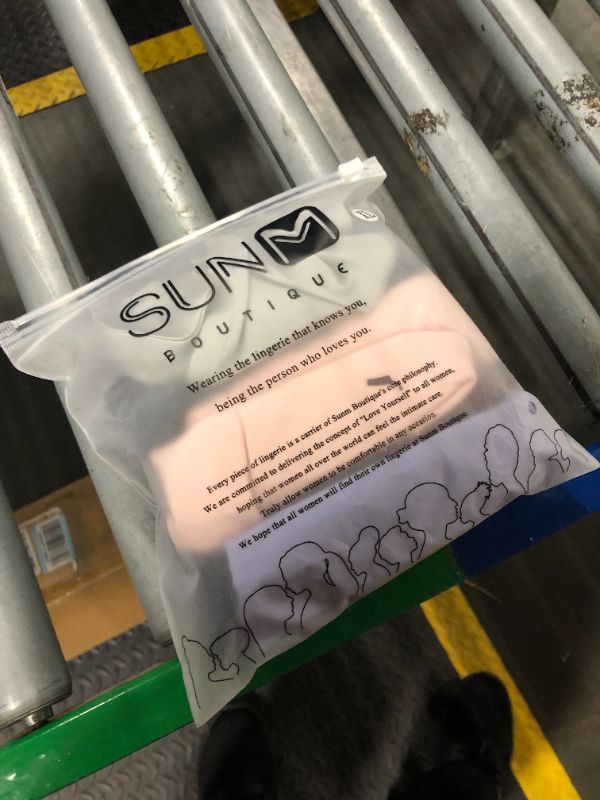 SUNM
BOUTIQUE
Wearing the lingerie that knows you,
being the person who loves you.
Every piece of lingerie is a carrier of Sunm Boutique's core philosophy.
We are committed to delivering the concept of "Love Yourself" to all women,
hoping that women all over the world can feel the intimate care.
Truly allow women to be comfortable in any occasion.
We hope that all women will find their own lingerie at Sunm Boutique.